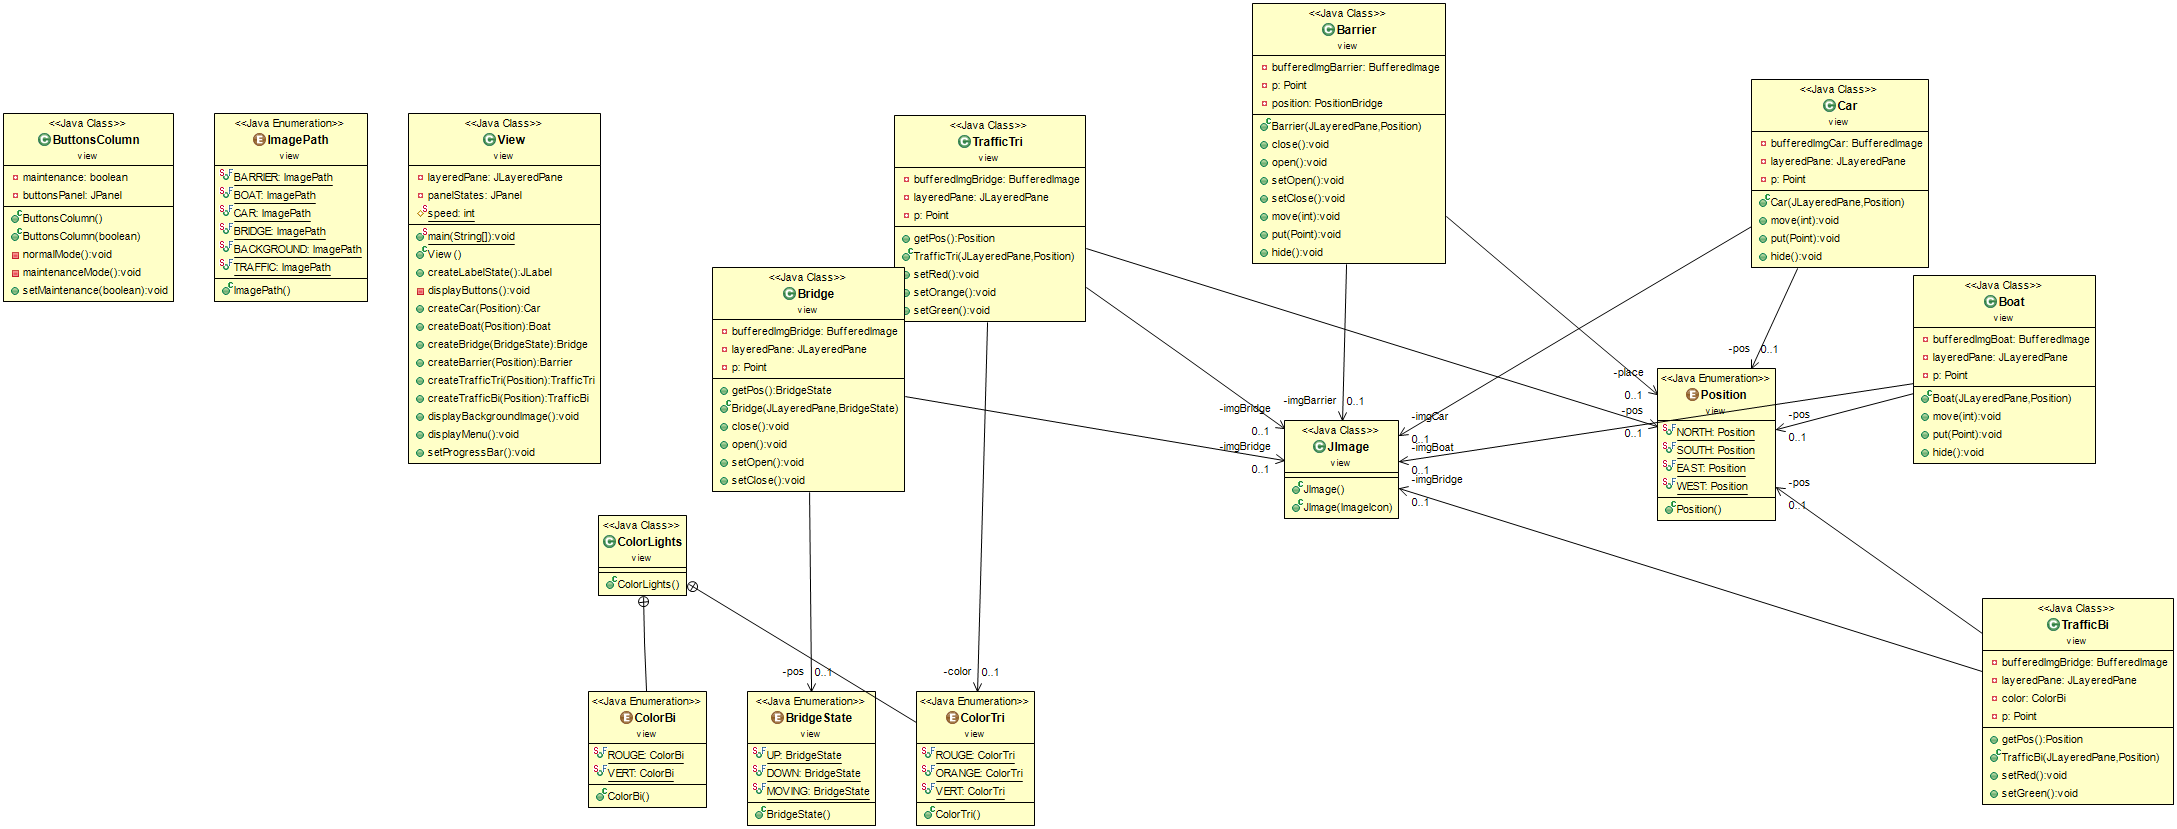 <<Java Class>>
ButtonsColumn
view
maintenance: boolean
buttonsPanel: JPanel
ButtonsColumn()
ButtonsColumn(boolean)
normalMode():void
maintenanceMode():void
setMaintenance(boolean):void
<<Java Enumeration>>
ImagePath
view
BARRIER: ImagePath
BOAT: ImagePath
CAR: ImagePath
BRIDGE: ImagePath
BACKGROUND: ImagePath
TRAFFIC: ImagePath
ImagePath()
<<Java Class>>
View
view
layeredPane: JLayeredPane
panelStates: JPanel
speed: int
main(String[]):void
View()
createLabelState():JLabel
displayButtons():void
createCar(Position):Car
createBoat(Position):Boat
createBridge(BridgeState):Bridge
createBarrier(Position):Barrier
createTrafficTri(Position):TrafficTri
createTrafficBi(Position):TrafficBi
displayBackgroundImage():void
displayMenu():void
setProgressBar():void
<<Java Class>>
TrafficTri
view
bufferedImgBridge: BufferedImage
layeredPane: JLayeredPane
p: Point
getPos():Position
TrafficTri(JLayeredPane,Position)
setRed():void
setOrange():void
setGreen():void
<<Java Class>>
Bridge
view
bufferedImgBridge: BufferedImage
layeredPane: JLayeredPane
p: Point
getPos():BridgeState
Bridge(JLayeredPane,BridgeState)
close():void
open():void
setOpen():void
setClose():void
<<Java Class>>
Barrier
view
bufferedImgBarrier: BufferedImage
p: Point
position: PositionBridge
Barrier(JLayeredPane,Position)
close():void
open():void
setOpen():void
setClose():void
move(int):void
put(Point):void
hide():void
<<Java Class>>
Car
view
bufferedImgCar: BufferedImage
layeredPane: JLayeredPane
p: Point
Car(JLayeredPane,Position)
move(int):void
put(Point):void
hide():void
<<Java Class>>
Boat
view
bufferedImgBoat: BufferedImage
layeredPane: JLayeredPane
p: Point
Boat(JLayeredPane,Position)
move(int):void
put(Point):void
hide():void
-pos
0..1
-place
0..1
-pos
0..1
-pos
0..1
-pos
0..1
<<Java Enumeration>>
Position
view
NORTH: Position
SOUTH: Position
EAST: Position
WEST: Position
Position()
-imgBridge
0..1
-imgBarrier
0..1
-imgBridge
0..1
-imgCar
0..1
-imgBoat
0..1
-imgBridge
0..1
<<Java Class>>
JImage
view
JImage()
JImage(ImageIcon)
<<Java Class>>
ColorLights
view
ColorLights()
-pos
0..1
-color
0..1
<<Java Enumeration>>
ColorBi
view
ROUGE: ColorBi
VERT: ColorBi
ColorBi()
<<Java Enumeration>>
BridgeState
view
UP: BridgeState
DOWN: BridgeState
MOVING: BridgeState
BridgeState()
<<Java Enumeration>>
ColorTri
view
ROUGE: ColorTri
ORANGE: ColorTri
VERT: ColorTri
ColorTri()
<<Java Class>>
TrafficBi
view
bufferedImgBridge: BufferedImage
layeredPane: JLayeredPane
color: ColorBi
p: Point
getPos():Position
TrafficBi(JLayeredPane,Position)
setRed():void
setGreen():void